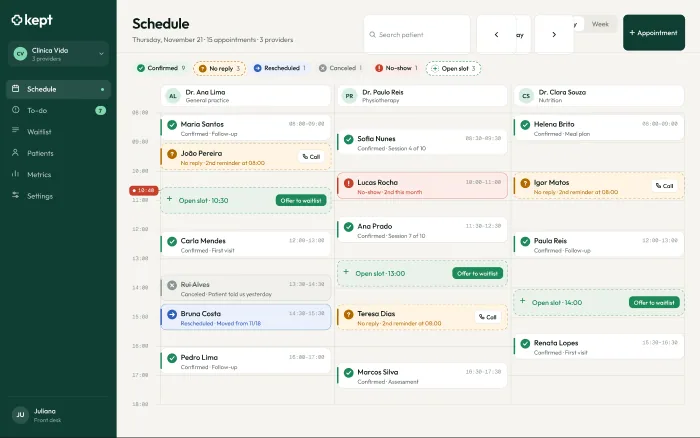 kept
CV
Clínica Vida
3 providers
Schedule
To-do
7
Waitlist
Patients
Metrics
Settings
JU
Juliana
Front desk
Schedule
Thursday, November 21 · 15 appointments · 3 providers
Search patient
ay
y
Week
+ Appointment
Confirmed 9
No reply 3
Rescheduled 1
Canceled 1
No-show 1
Open slot 3
AL
Dr. Ana Lima
General practice
PR
Dr. Paulo Reis
Physiotherapy
CS
Dr. Clara Souza
Nutrition
08:00
09:00
10:00
10:40
11:00
12:00
13:00
14:00
15:00
16:00
17:00
18:00
Maria Santos
08:00-09:00
Confirmed · Follow-up
João Pereira
No reply · 2nd reminder at 08:00
Call
Open slot · 10:30
Offer to waitlist
Carla Mendes
12:00-13:00
Confirmed · First visit
Rui Alves
13:30-14:30
Canceled · Patient told us yesterday
Bruna Costa
14:30-15:30
Rescheduled · Moved from 11/18
Pedro Lima
16:00-17:00
Confirmed · Follow-up
Sofia Nunes
08:30-09:30
Confirmed · Session 4 of 10
Lucas Rocha
10:00-11:00
No-show · 2nd this month
Ana Prado
11:30-12:30
Confirmed · Session 7 of 10
Open slot · 13:00
Offer to waitlist
Teresa Dias
No reply · 2nd reminder at 08:00
Call
Marcos Silva
16:30-17:30
Confirmed · Assessment
Helena Brito
08:00-09:00
Confirmed · Meal plan
Igor Matos
No reply · 2nd reminder at 08:00
Call
Paula Reis
12:00-13:00
Confirmed · Follow-up
Open slot · 14:00
Offer to waitlist
Renata Lopes
15:30-16:30
Confirmed · First visit